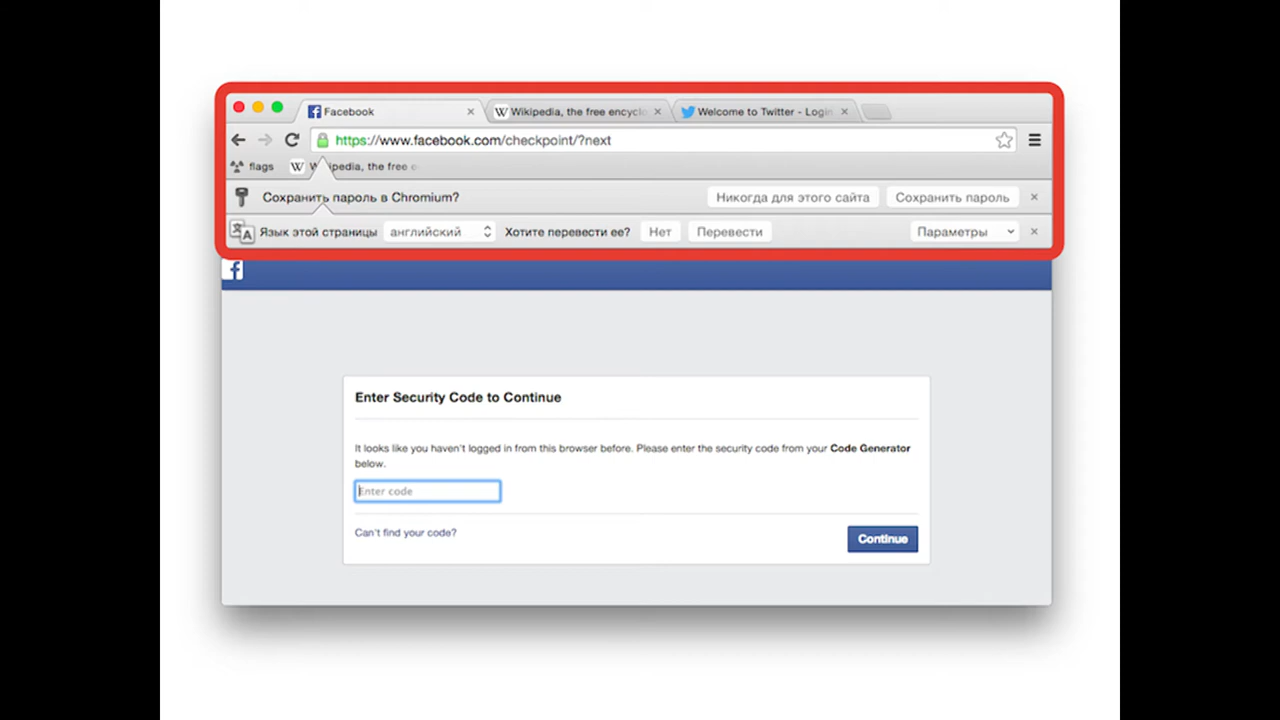 Facebook
Wikipedia, the free encyclo
Welcome to Twitter - Login
https://www.facebook.com/checkpoint/?next
flags
W
pedia, the free e
Сохранить пароль в Chromium?
Никогда для этого сайта
Сохранить пароль
Язык этой страницы
английский
Хотите перевести ее?
Нет
Перевести
Параметры
Enter Security Code to Continue
It looks like you haven't logged in from this browser before. Please enter the security code from your Code Generator
below.
Enter code
Can't find your code?
Continue